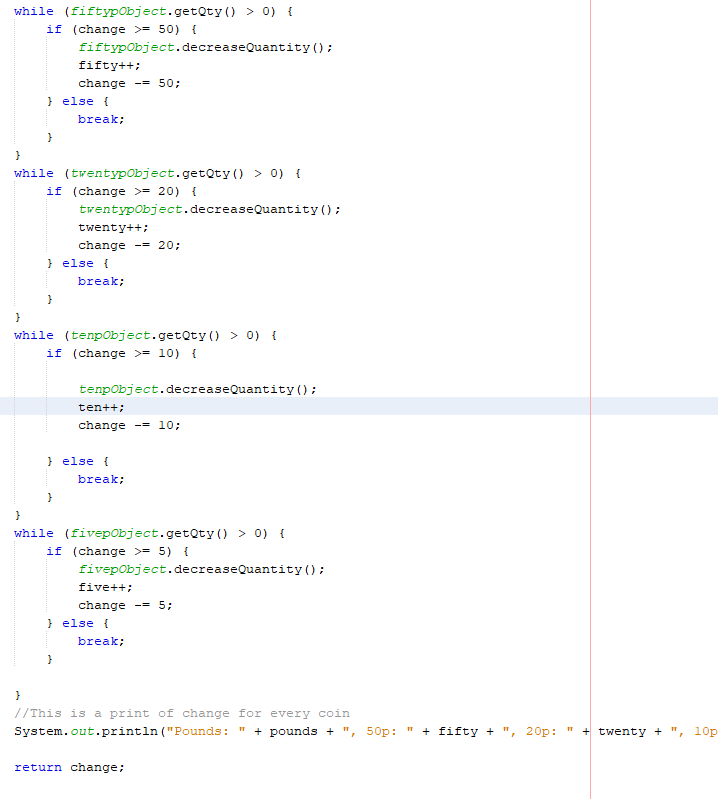 while (fiftypObject.getQty() > 0) {
if (change >= 50) {
fiftypObject.decreaseQuantity();
fifty++;
change -= 50;
} else {
break;
}
}
while (twentypObject.getQty() > 0) {
if (change >= 20) {
twentypObject.decreaseQuantity();
twenty++;
change -= 20;
} else {
break;
}
}
while (tenpObject.getQty() > 0) {
if (change >= 10) {
tenpObject.decreaseQuantity();
ten++;
change -= 10;
} else {
break;
}
}
while (fivepObject.getQty() > 0) {
if (change >= 5) {
fivepObject.decreaseQuantity();
five++;
change -= 5;
} else {
break;
}
}
//This is a print of change for every coin
System.out.println("Pounds: " + pounds + ", 50p: " + fifty + ", 20p: " + twenty + ", 10p
return change;